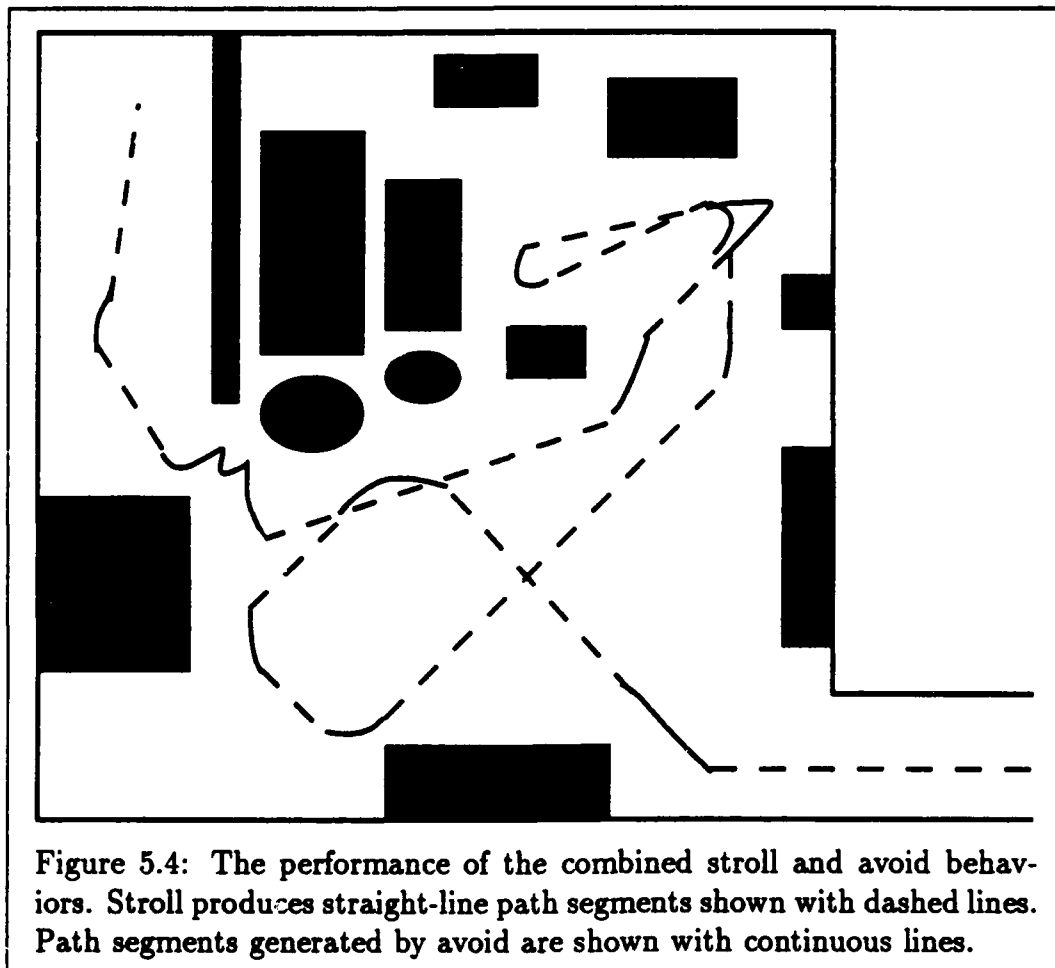 Figure 5.4: The performance of the combined stroll and avoid behav-
iors. Stroll produces straight-line path segments shown with dashed lines.
Path segments generated by avoid are shown with continuous lines.